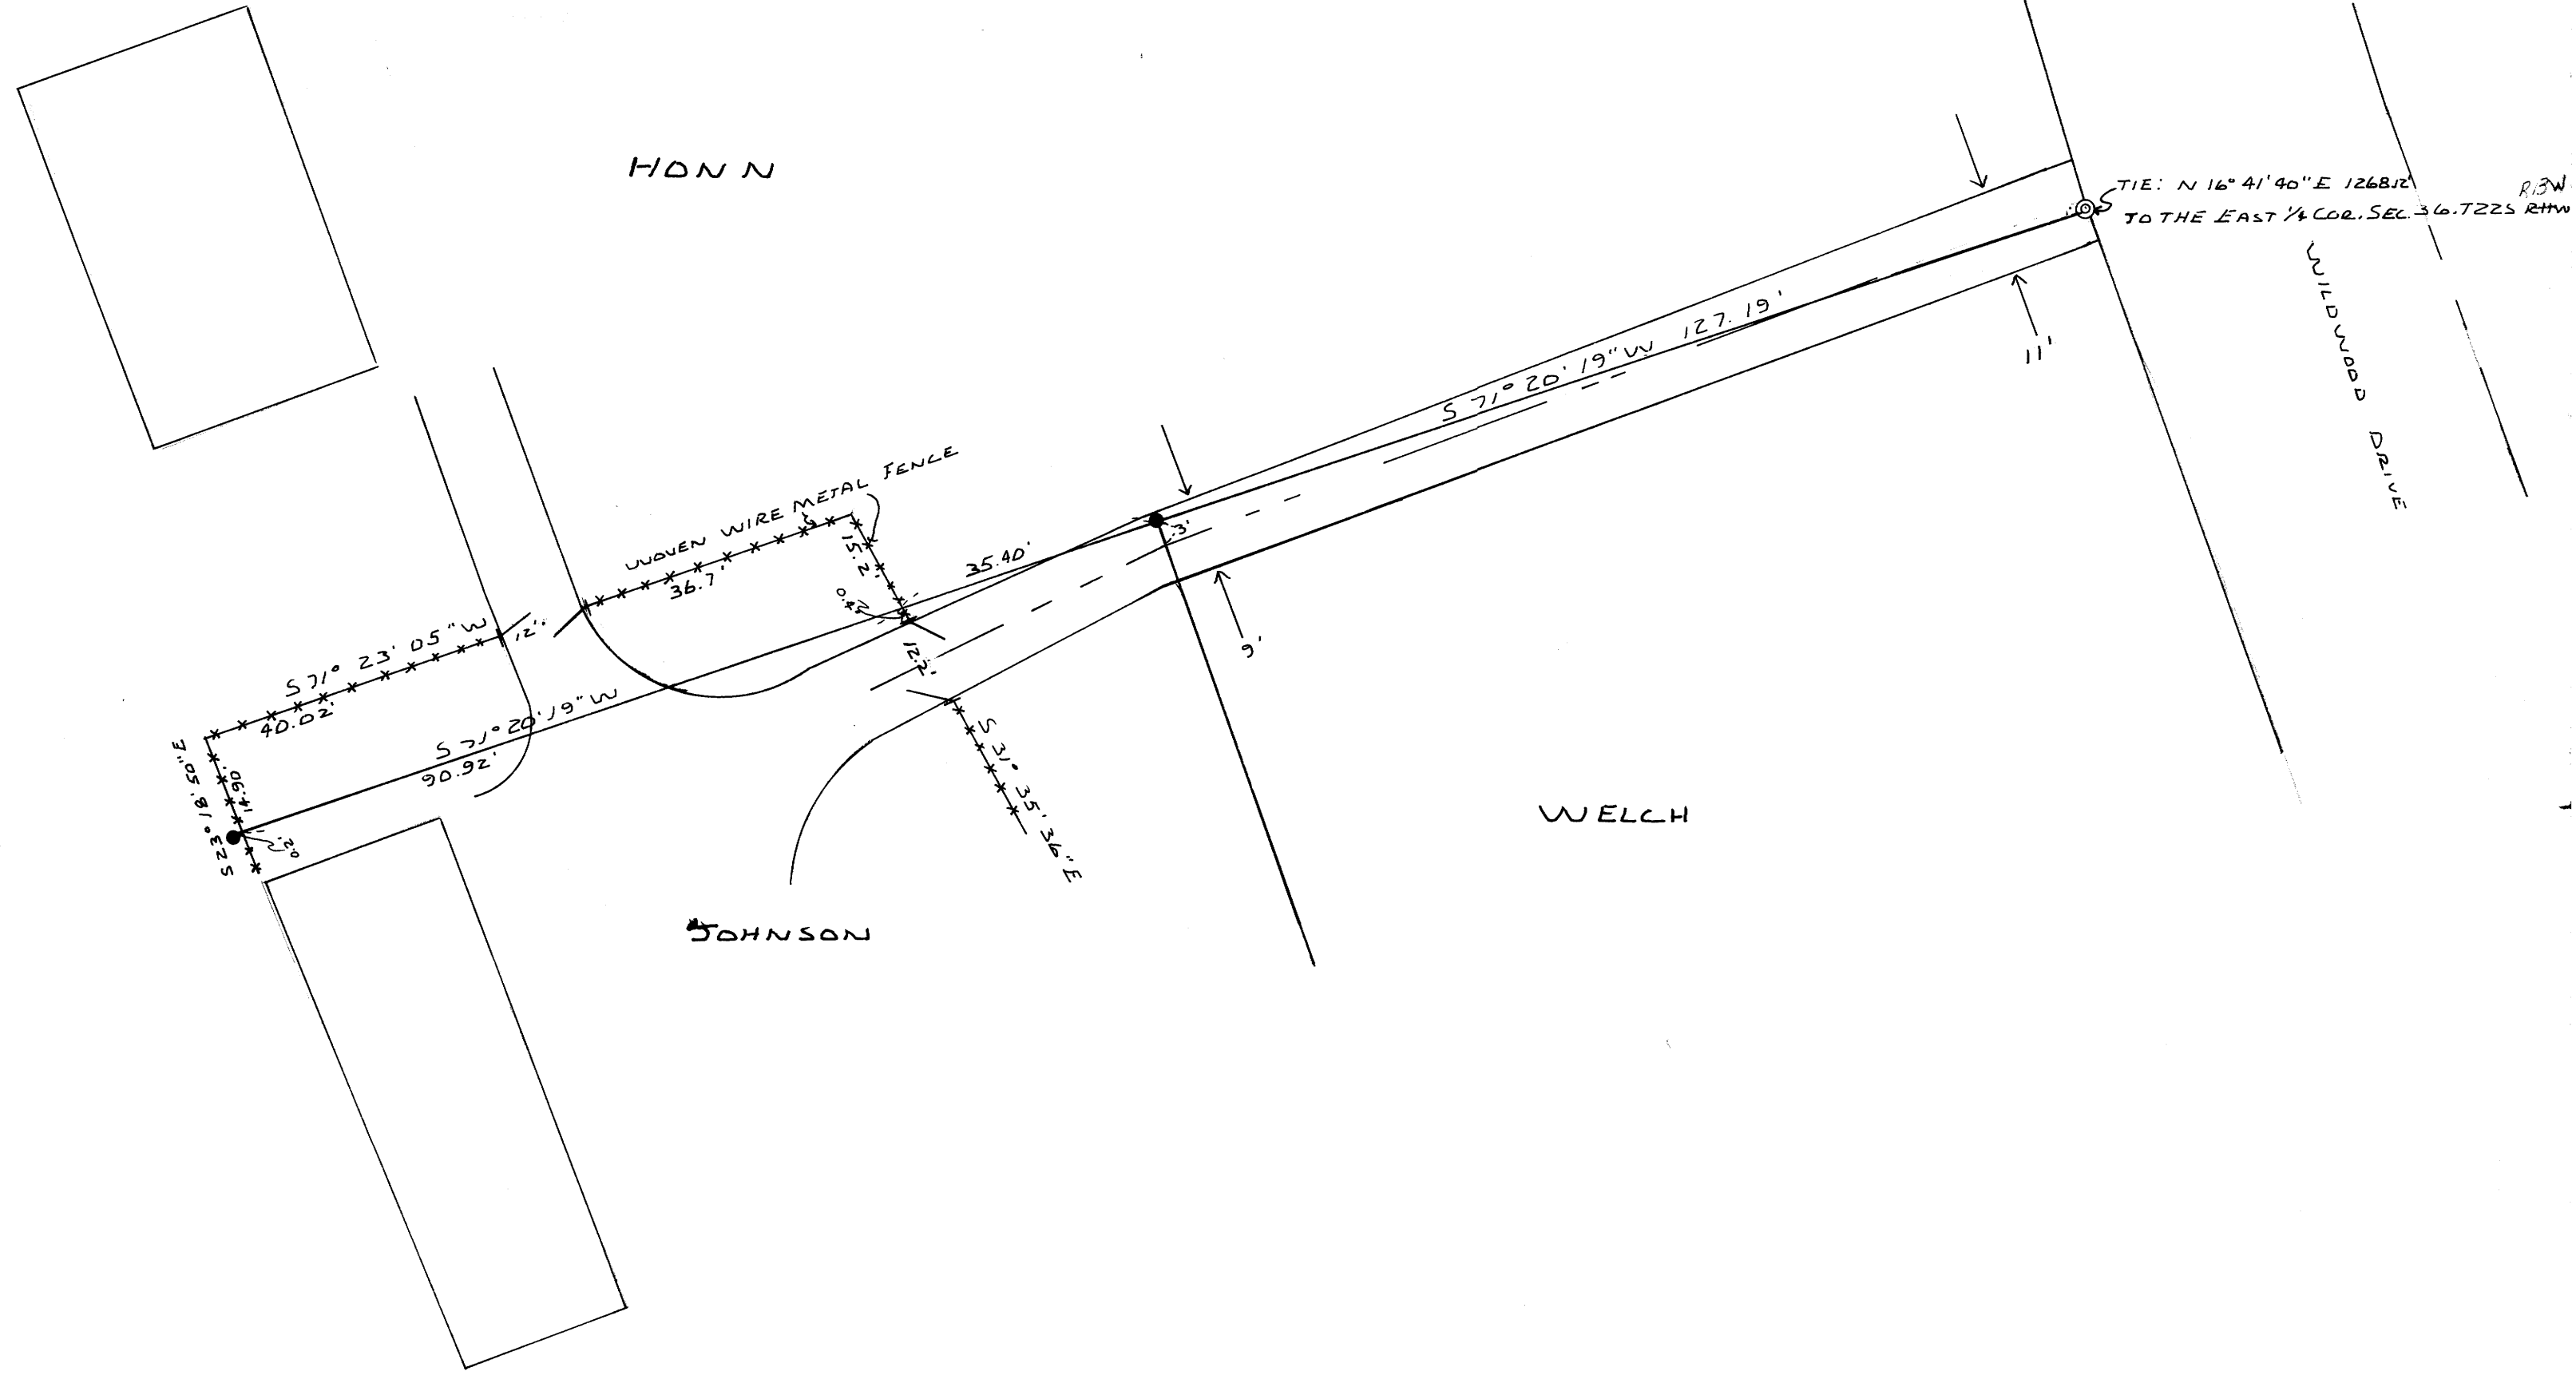 HONN
TIE: N 16° 41' 40" E 1268.12'
R13W
TO THE EAST 1/4 COR. SEC. 36. T22S
WILDWOOD DRIVE
11'
S 71° 20' 19" W 127.19'
WOVEN WIRE METAL FENCE
36.7'
15.2'
35.40'
.3'
9'
12'
12.2'
S 71° 23' 05" W
40.02'
S 71° 20' 19" W
90.92'
S 23° 18' 50" E
14.90'
0.2'
S 31° 35' 36" E
WELCH
JOHNSON